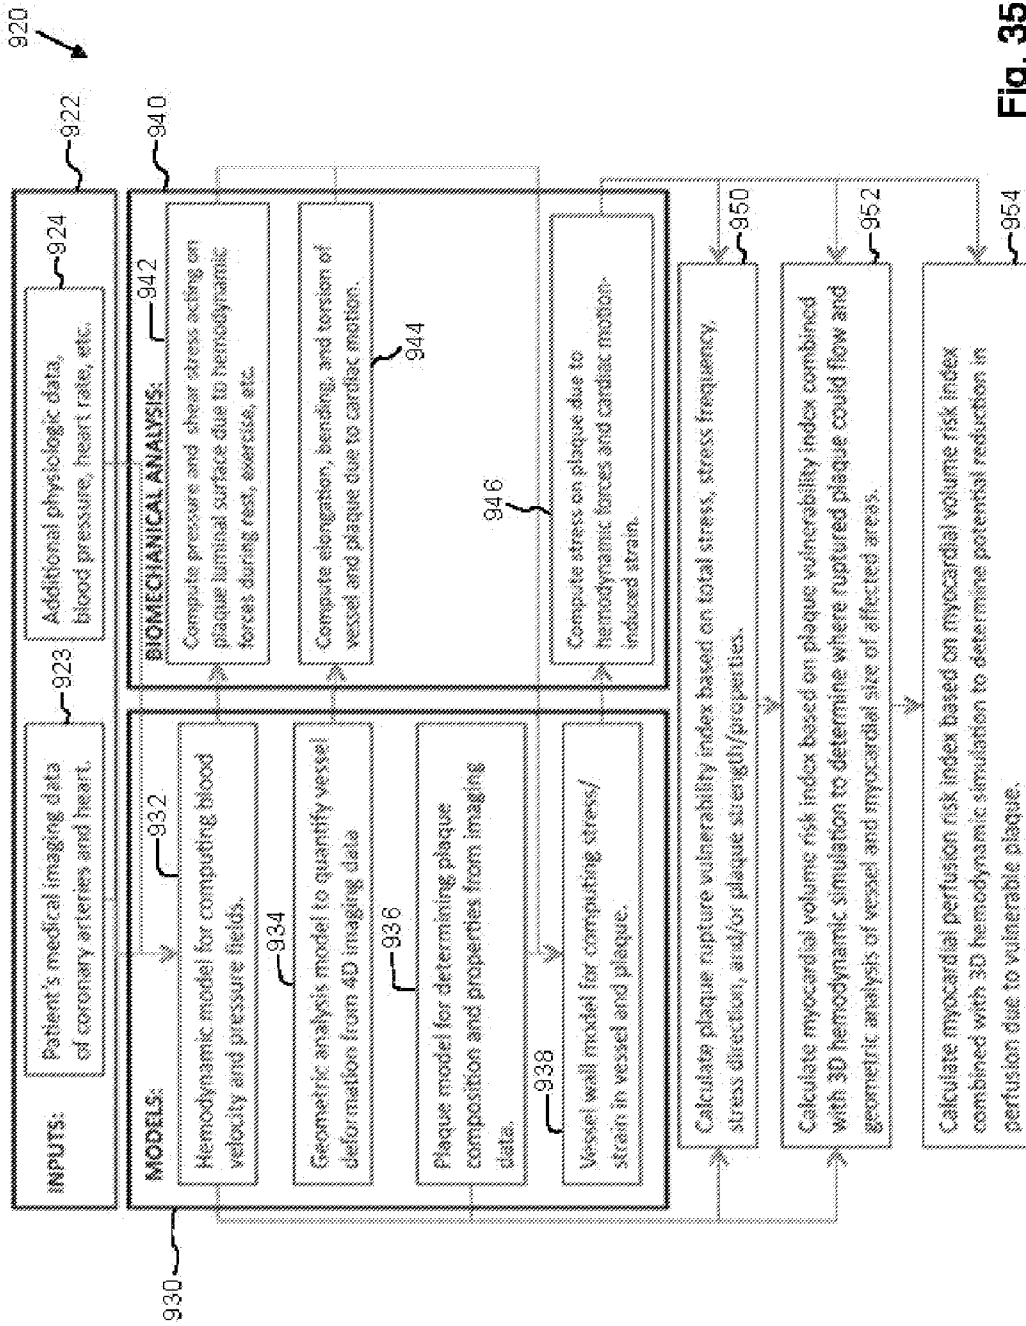 920
INPUTS:
922
Patient's medical imaging data
of coronary arteries and heart.
923
Additional physiologic data,
blood pressure, heart rate, etc.
924
930
MODELS:
932
Hemodynamic model for computing blood
velocity and pressure fields.
934
Geometric analysis model to quantify vessel
deformation from 4D imaging data
936
Plaque model for determining plaque
composition and properties from imaging
data.
938
Vessel wall model for computing stress/
strain in vessel and plaque.
940
BIOMECHANICAL ANALYSIS:
942
Compute pressure and shear stress acting on
plaque luminal surface due to hemodynamic
forces during rest, exercise, etc.
Compute elongation, bending, and torsion of
vessel and plaque due to cardiac motion.
944
946
Compute stress on plaque due to
hemodynamic forces and cardiac motion-
induced strain.
950
Calculate plaque rupture vulnerability index based on total stress, stress frequency,
stress direction, and/or plaque strength/properties.
952
Calculate myocardial volume risk index based on plaque vulnerability index combined
with 3D hemodynamic simulation to determine where ruptured plaque could flow and
geometric analysis of vessel and myocardial size of affected areas.
954
Calculate myocardial perfusion risk index based on myocardial volume risk index
combined with 3D hemodynamic simulation to determine potential reduction in
perfusion due to vulnerable plaque.
Fig. 35